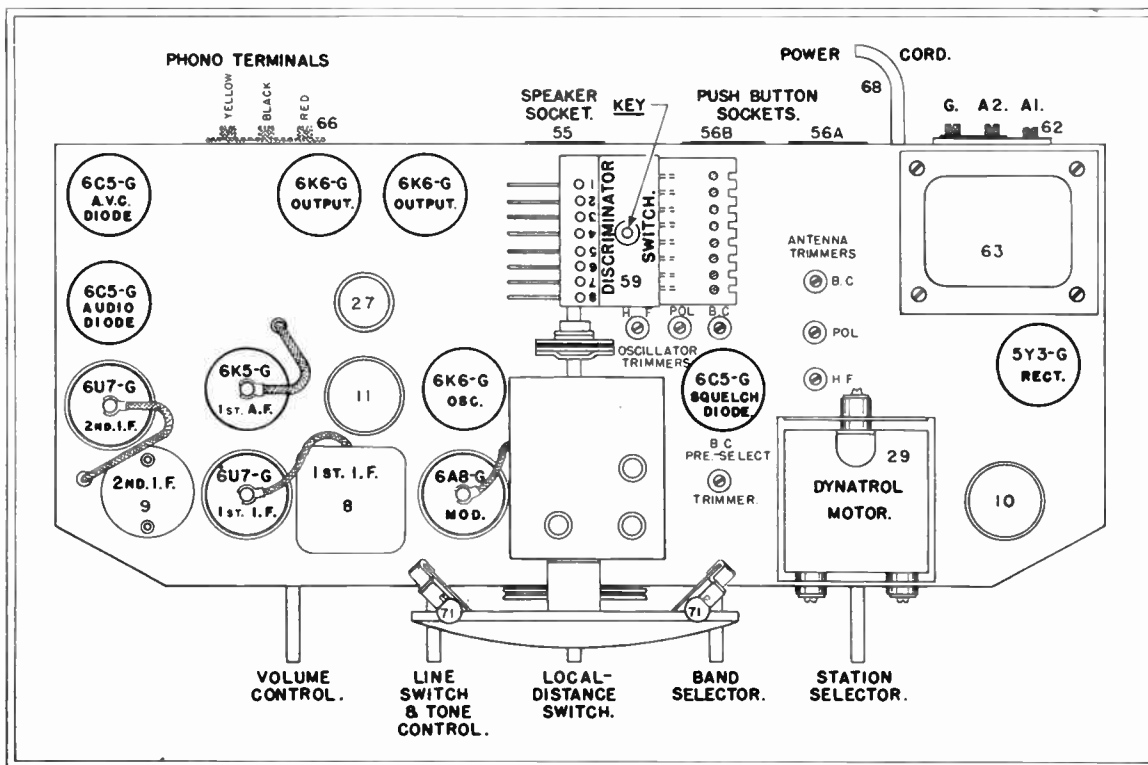 PHONO TERMINALS
YELLOW
BLACK
RED
66
SPEAKER
SOCKET.
55
KEY
PUSH BUTTON
SOCKETS.
56B
56A
POWER CORD.
68
G. A2. A1.
62
6C5-G
A.V.C.
DIODE
6K6-G
OUTPUT.
6K6-G
OUTPUT.
1
2
3
4
5
6
7
8
DISCRIMINATOR
SWITCH.
59
63
ANTENNA
TRIMMERS
B.C
POL
H F
6C5-G
AUDIO
DIODE
27
H F
POL
B.C
OSCILLATOR
TRIMMERS
5Y3-G
RECT.
6U7-G
2ND. I.F.
6K5-G
1ST. A.F.
11
6K6-G
OSC.
6C5-G
SQUELCH
DIODE
B C
PRE.-SELECT
TRIMMER.
2ND. I.F.
9
6U7-G
1ST. I.F.
1ST. I.F.
8
6A8-G
MOD.
29
DYNATROL
MOTOR.
10
71
71
VOLUME
CONTROL.
LINE
SWITCH
& TONE
CONTROL.
LOCAL-
DISTANCE
SWITCH.
BAND
SELECTOR.
STATION
SELECTOR.